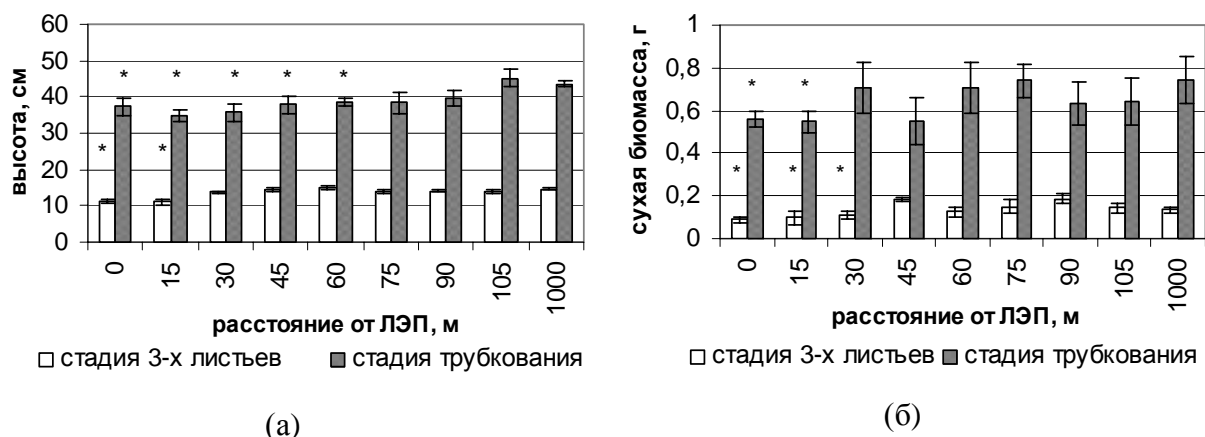 60
50
40
30
20
10
0
высота, см
* * * * *
* *
0 15 30 45 60 75 90 105 1000
расстояние от ЛЭП, м
стадия 3-х листьев стадия трубкования
(а)
1
0,8
0,6
0,4
0,2
0
сухая биомасса, г
* *
* * *
0 15 30 45 60 75 90 105 1000
расстояние от ЛЭП, м
стадия 3-х листьев стадия трубкования
(б)